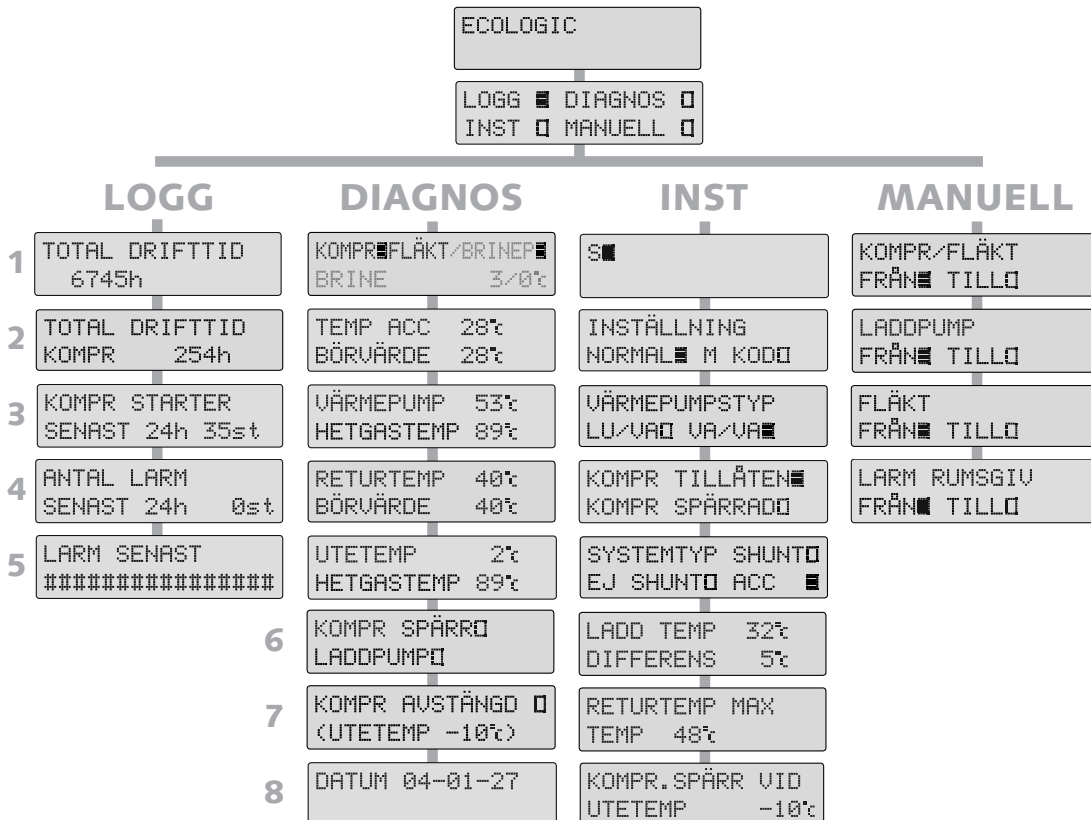 ECOLOGIC
LOGG DIAGNOS
INST MANUELL
LOGG
DIAGNOS
INST
MANUELL
1
TOTAL DRIFTTID
6745h
2
TOTAL DRIFTTID
KOMPR 254h
3
KOMPR STARTER
SENAST 24h 35st
4
ANTAL LARM
SENAST 24h 0st
5
LARM SENAST
################
KOMPR FLÄKT/BRINEP
BRINE 3/0°c
TEMP ACC 28°c
BÖRVÄRDE 28°c
VÄRMEPUMP 53°c
HETGASTEMP 89°c
RETURTEMP 40°c
BÖRVÄRDE 40°c
UTETEMP 2°c
HETGASTEMP 89°c
6
KOMPR SPÄRR
LADDPUMP
7
KOMPR AVSTÄNGD
(UTETEMP -10°c)
8
DATUM 04-01-27
S
INSTÄLLNING
NORMAL M KOD
VÄRMEPUMPSTYP
LU/VA VA/VA
KOMPR TILLÅTEN
KOMPR SPÄRRAD
SYSTEMTYP SHUNT
EJ SHUNT ACC
LADD TEMP 32°c
DIFFERENS 5°c
RETURTEMP MAX
TEMP 48°c
KOMPR.SPÄRR VID
UTETEMP -10°c
KOMPR/FLÄKT
FRÅN TILL
LADDPUMP
FRÅN TILL
FLÄKT
FRÅN TILL
LARM RUMSGIV
FRÅN TILL